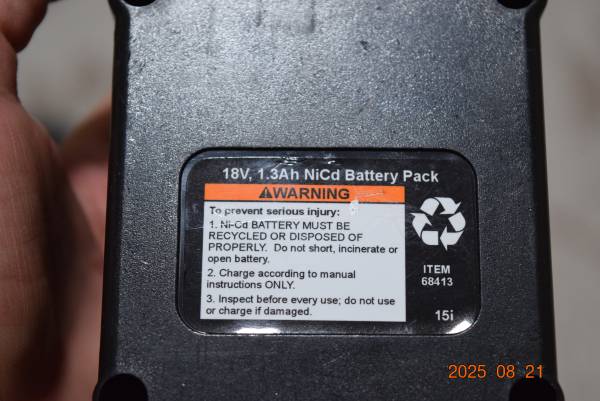 18V, 1.3Ah NiCd Battery Pack
⚠WARNING
To prevent serious injury:
1. Ni-Cd BATTERY MUST BE
RECYCLED OR DISPOSED OF
PROPERLY. Do not short, incinerate or
open battery.
2. Charge according to manual
instructions ONLY.
3. Inspect before every use; do not use
or charge if damaged.
ITEM
68413
15i
2025 08 21